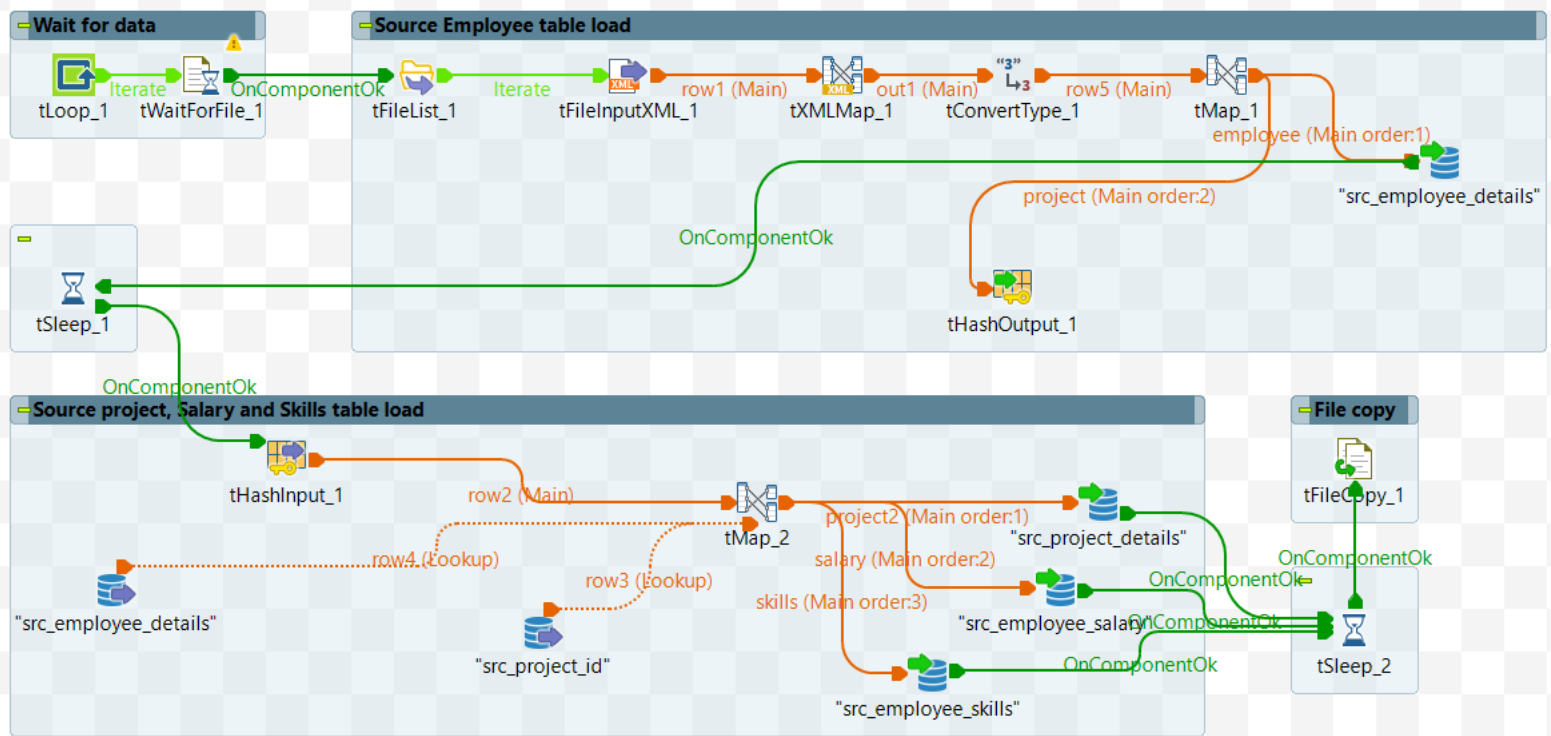 Wait for data
Source Employee table load
Iterate
OnComponentOk
Iterate
row1 (Main)
out1 (Main)
row5 (Main)
"3"
3
XML
XML
tLoop_1
tWaitForFile_1
tFileList_1
tFileInputXML_1
tXMLMap_1
tConvertType_1
tMap_1
employee (Main order:1)
"src_employee_details"
project (Main order:2)
OnComponentOk
tSleep_1
tHashOutput_1
OnComponentOk
Source project, Salary and Skills table load
File copy
tHashInput_1
row2 (Main)
tFileCopy_1
project2 (Main order:1)
tMap_2
"src_project_details"
row4 (Lookup)
salary (Main order:2)
OnComponentOk
row3 (Lookup)
OnComponentOk
skills (Main order:3)
"src_employee_details"
"src_employee_salary"
OnComponentOk
"src_project_id"
OnComponentOk
tSleep_2
"src_employee_skills"